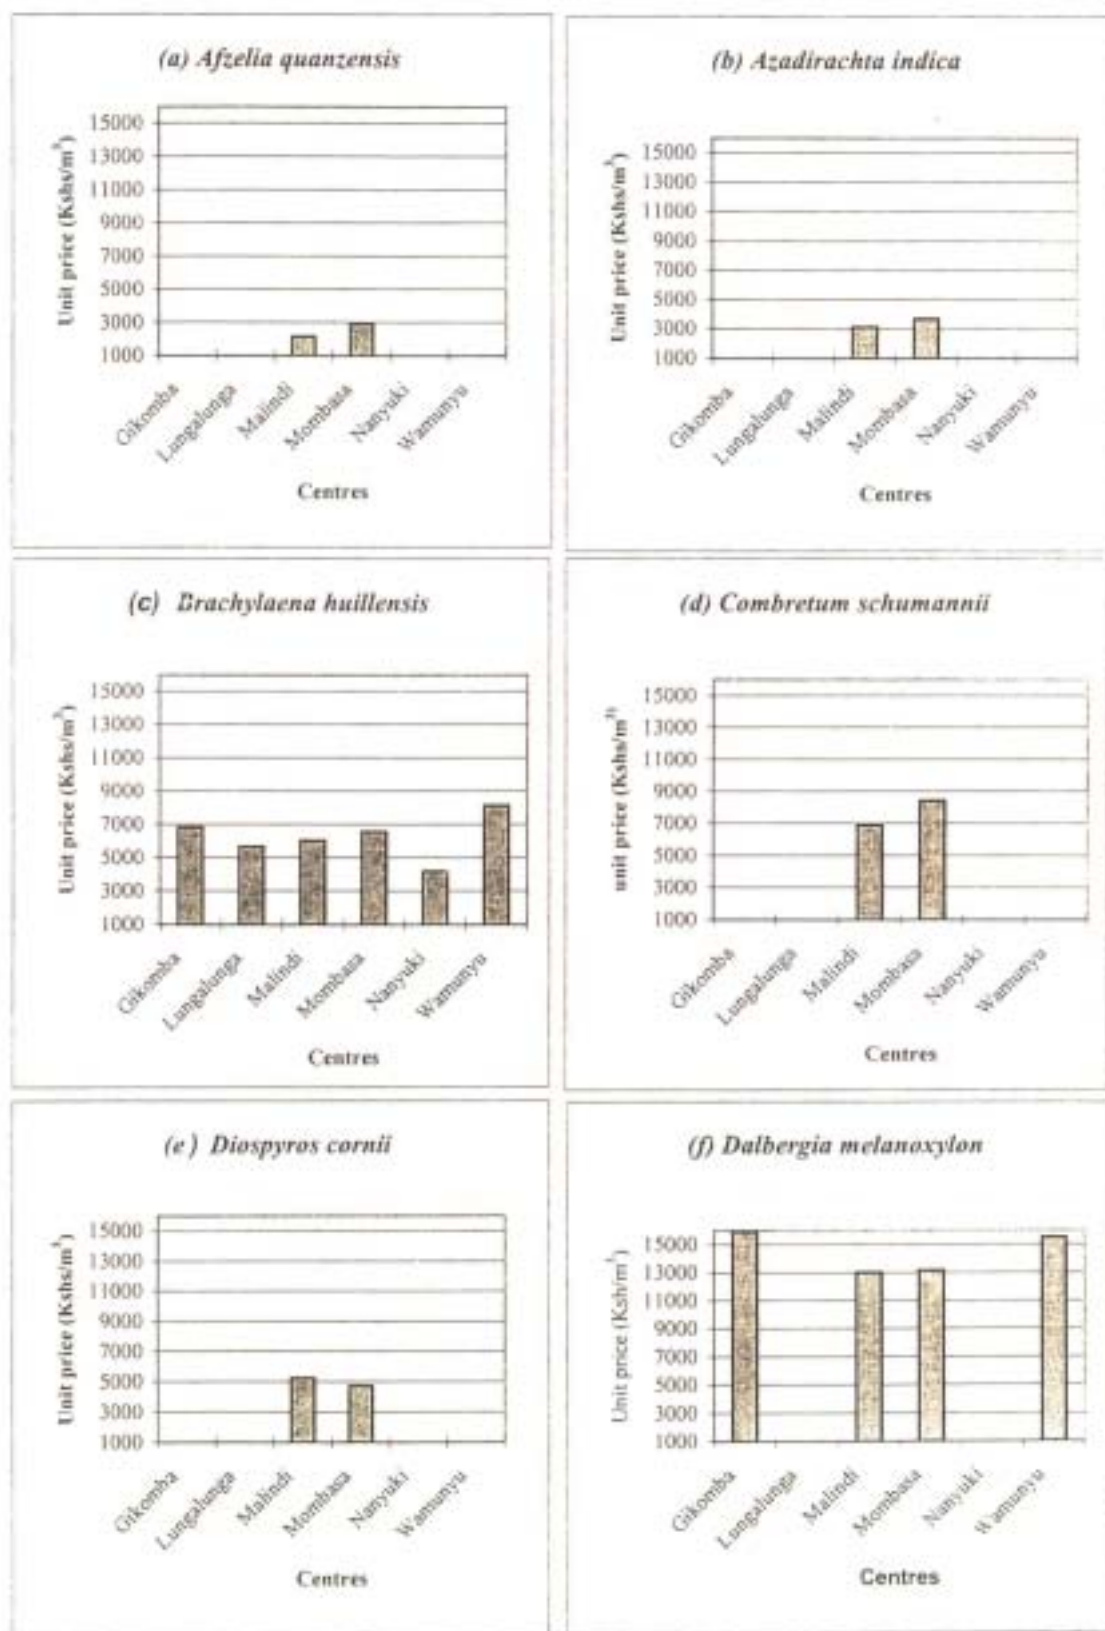 (a) Afzelia quanzensis
Unit price (Kshs/m³)
15000
13000
11000
9000
7000
5000
3000
1000
Gikomba
Lungalunga
Malindi
Mombasa
Nanyuki
Wamunyu
Centres
(b) Azadirachta indica
Unit price (Kshs/m³)
15000
13000
11000
9000
7000
5000
3000
1000
Gikomba
Lungalunga
Malindi
Mombasa
Nanyuki
Wamunyu
Centres
(c) Brachylaena huillensis
Unit price (Kshs/m³)
15000
13000
11000
9000
7000
5000
3000
1000
Gikomba
Lungalunga
Malindi
Mombasa
Nanyuki
Wamunyu
Centres
(d) Combretum schumannii
unit price (Kshs/m³⁾
15000
13000
11000
9000
7000
5000
3000
1000
Gikomba
Lungalunga
Malindi
Mombasa
Nanyuki
Wamunyu
Centres
(e ) Diospyros cornii
Unit price (Kshs/m³)
15000
13000
11000
9000
7000
5000
3000
1000
Gikomba
Lungalunga
Malindi
Mombasa
Nanyuki
Wamunyu
Centres
(f) Dalbergia melanoxylon
Unit price (Ksh/m³)
15000
13000
11000
9000
7000
5000
3000
1000
Gikomba
Lungalunga
Malindi
Mombasa
Nanyuki
Wamunyu
Centres